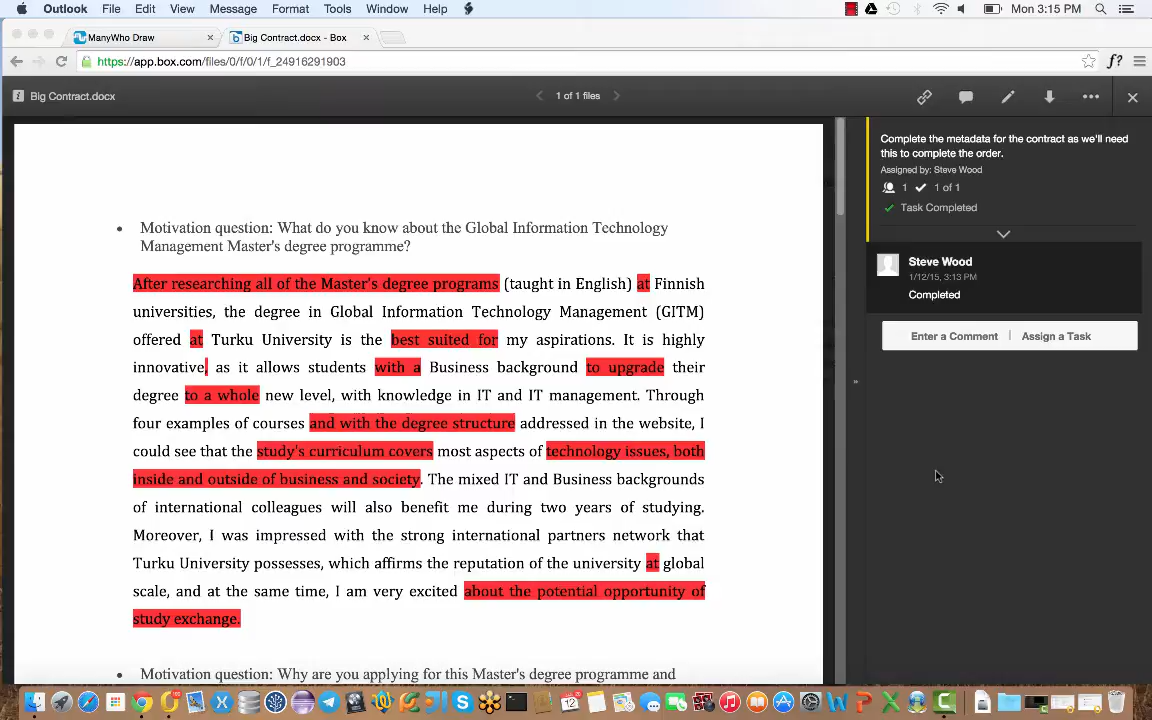 Outlook File Edit View Message Format Tools Window Help Mon 3:15 PM
ManyWho Draw
Big Contract.docx - Box
https://app.box.com/files/0/f/0/1/f_24916291903
Big Contract.docx
1 of 1 files
• Motivation question: What do you know about the Global Information Technology
Management Master's degree programme?
After researching all of the Master's degree programs (taught in English) at Finnish
universities, the degree in Global Information Technology Management (GITM)
offered at Turku University is the best suited for my aspirations. It is highly
innovative, as it allows students with a Business background to upgrade their
degree to a whole new level, with knowledge in IT and IT management. Through
four examples of courses and with the degree structure addressed in the website, I
could see that the study's curriculum covers most aspects of technology issues, both
inside and outside of business and society. The mixed IT and Business backgrounds
of international colleagues will also benefit me during two years of studying.
Moreover, I was impressed with the strong international partners network that
Turku University possesses, which affirms the reputation of the university at global
scale, and at the same time, I am very excited about the potential opportunity of
study exchange.
• Motivation question: Why are you applying for this Master's degree programme and
Complete the metadata for the contract as we'll need
this to complete the order.
Assigned by: Steve Wood
1 1 of 1
Task Completed
Steve Wood
1/12/15, 3:13 PM
Completed
Enter a Comment Assign a Task